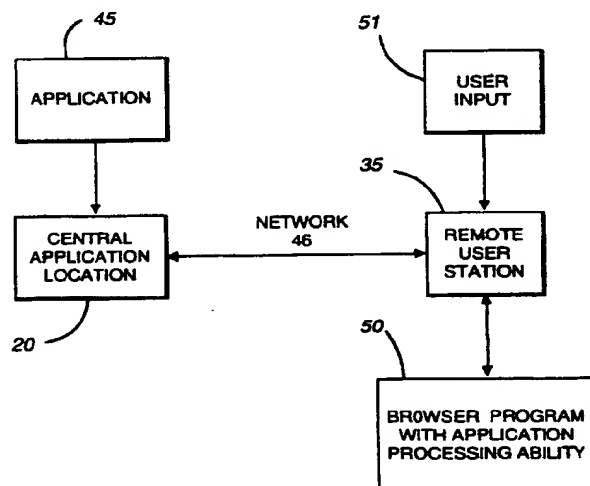 45
APPLICATION
51
USER
INPUT
35
CENTRAL
APPLICATION
LOCATION
NETWORK
46
REMOTE
USER
STATION
20
50
BROWSER PROGRAM
WITH APPLICATION
PROCESSING ABILITY